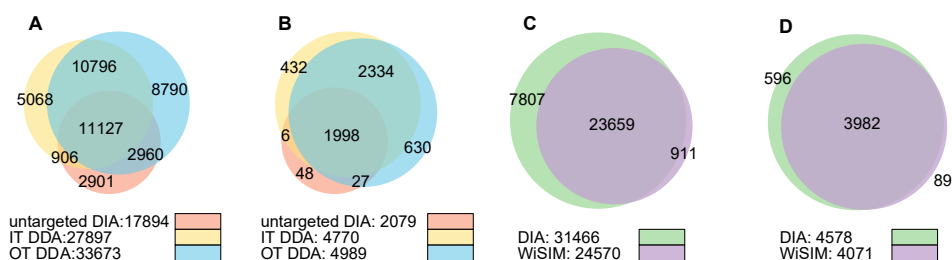 A
B
C
D
10796
5068
8790
11127
906
2960
2901
432
2334
6
1998
630
48
27
7807
23659
911
596
3982
89
untargeted DIA:17894
IT DDA:27897
OT DDA:33673
untargeted DIA: 2079
IT DDA: 4770
OT DDA: 4989
DIA: 31466
WiSIM: 24570
DIA: 4578
WiSIM: 4071